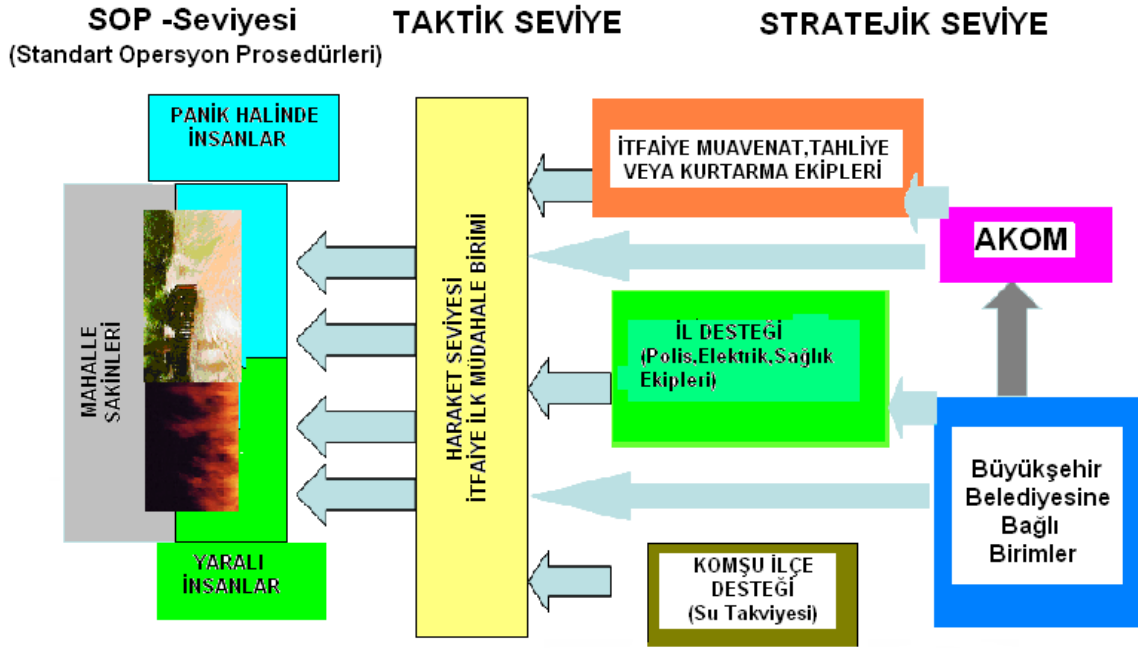 SOP -Seviyesi
(Standart Opersyon Prosedürleri)
TAKTİK SEVİYE
STRATEJİK SEVİYE
PANİK HALİNDE
İNSANLAR
MAHALLE
SAKİNLERİ
YARALI
İNSANLAR
HARAKET SEVİYESİ
İTFAİYE İLK MÜDAHALE BİRİMİ
İTFAİYE MUAVENAT,TAHLİYE
VEYA KURTARMA EKİPLERİ
AKOM
İL DESTEĞİ
(Polis,Elektrik,Sağlık
Ekipleri)
Büyükşehir
Belediyesine
Bağlı
Birimler
KOMŞU İLÇE
DESTEĞİ
(Su Takviyesi)